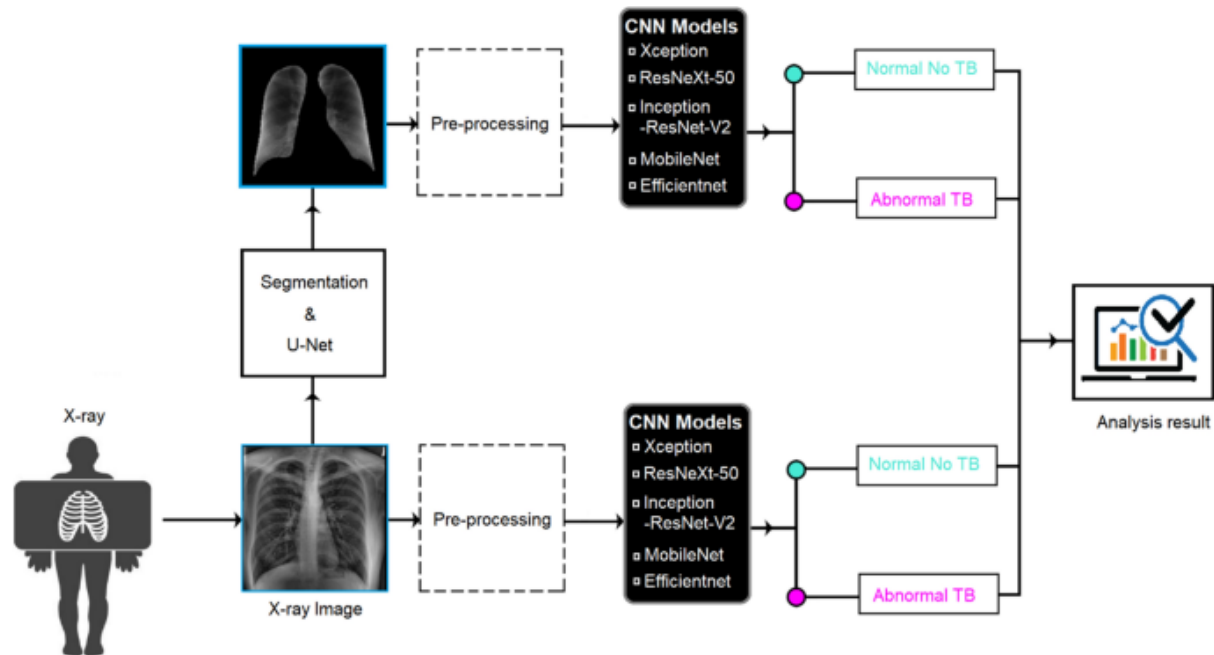 CNN Models
Xception
ResNeXt-50
Inception
-ResNet-V2
MobileNet
Efficientnet
Pre-processing
Normal No TB
Abnormal TB
Segmentation
&
U-Net
X-ray
X-ray Image
Pre-processing
CNN Models
Xception
ResNeXt-50
Inception
-ResNet-V2
MobileNet
Efficientnet
Normal No TB
Abnormal TB
Analysis result